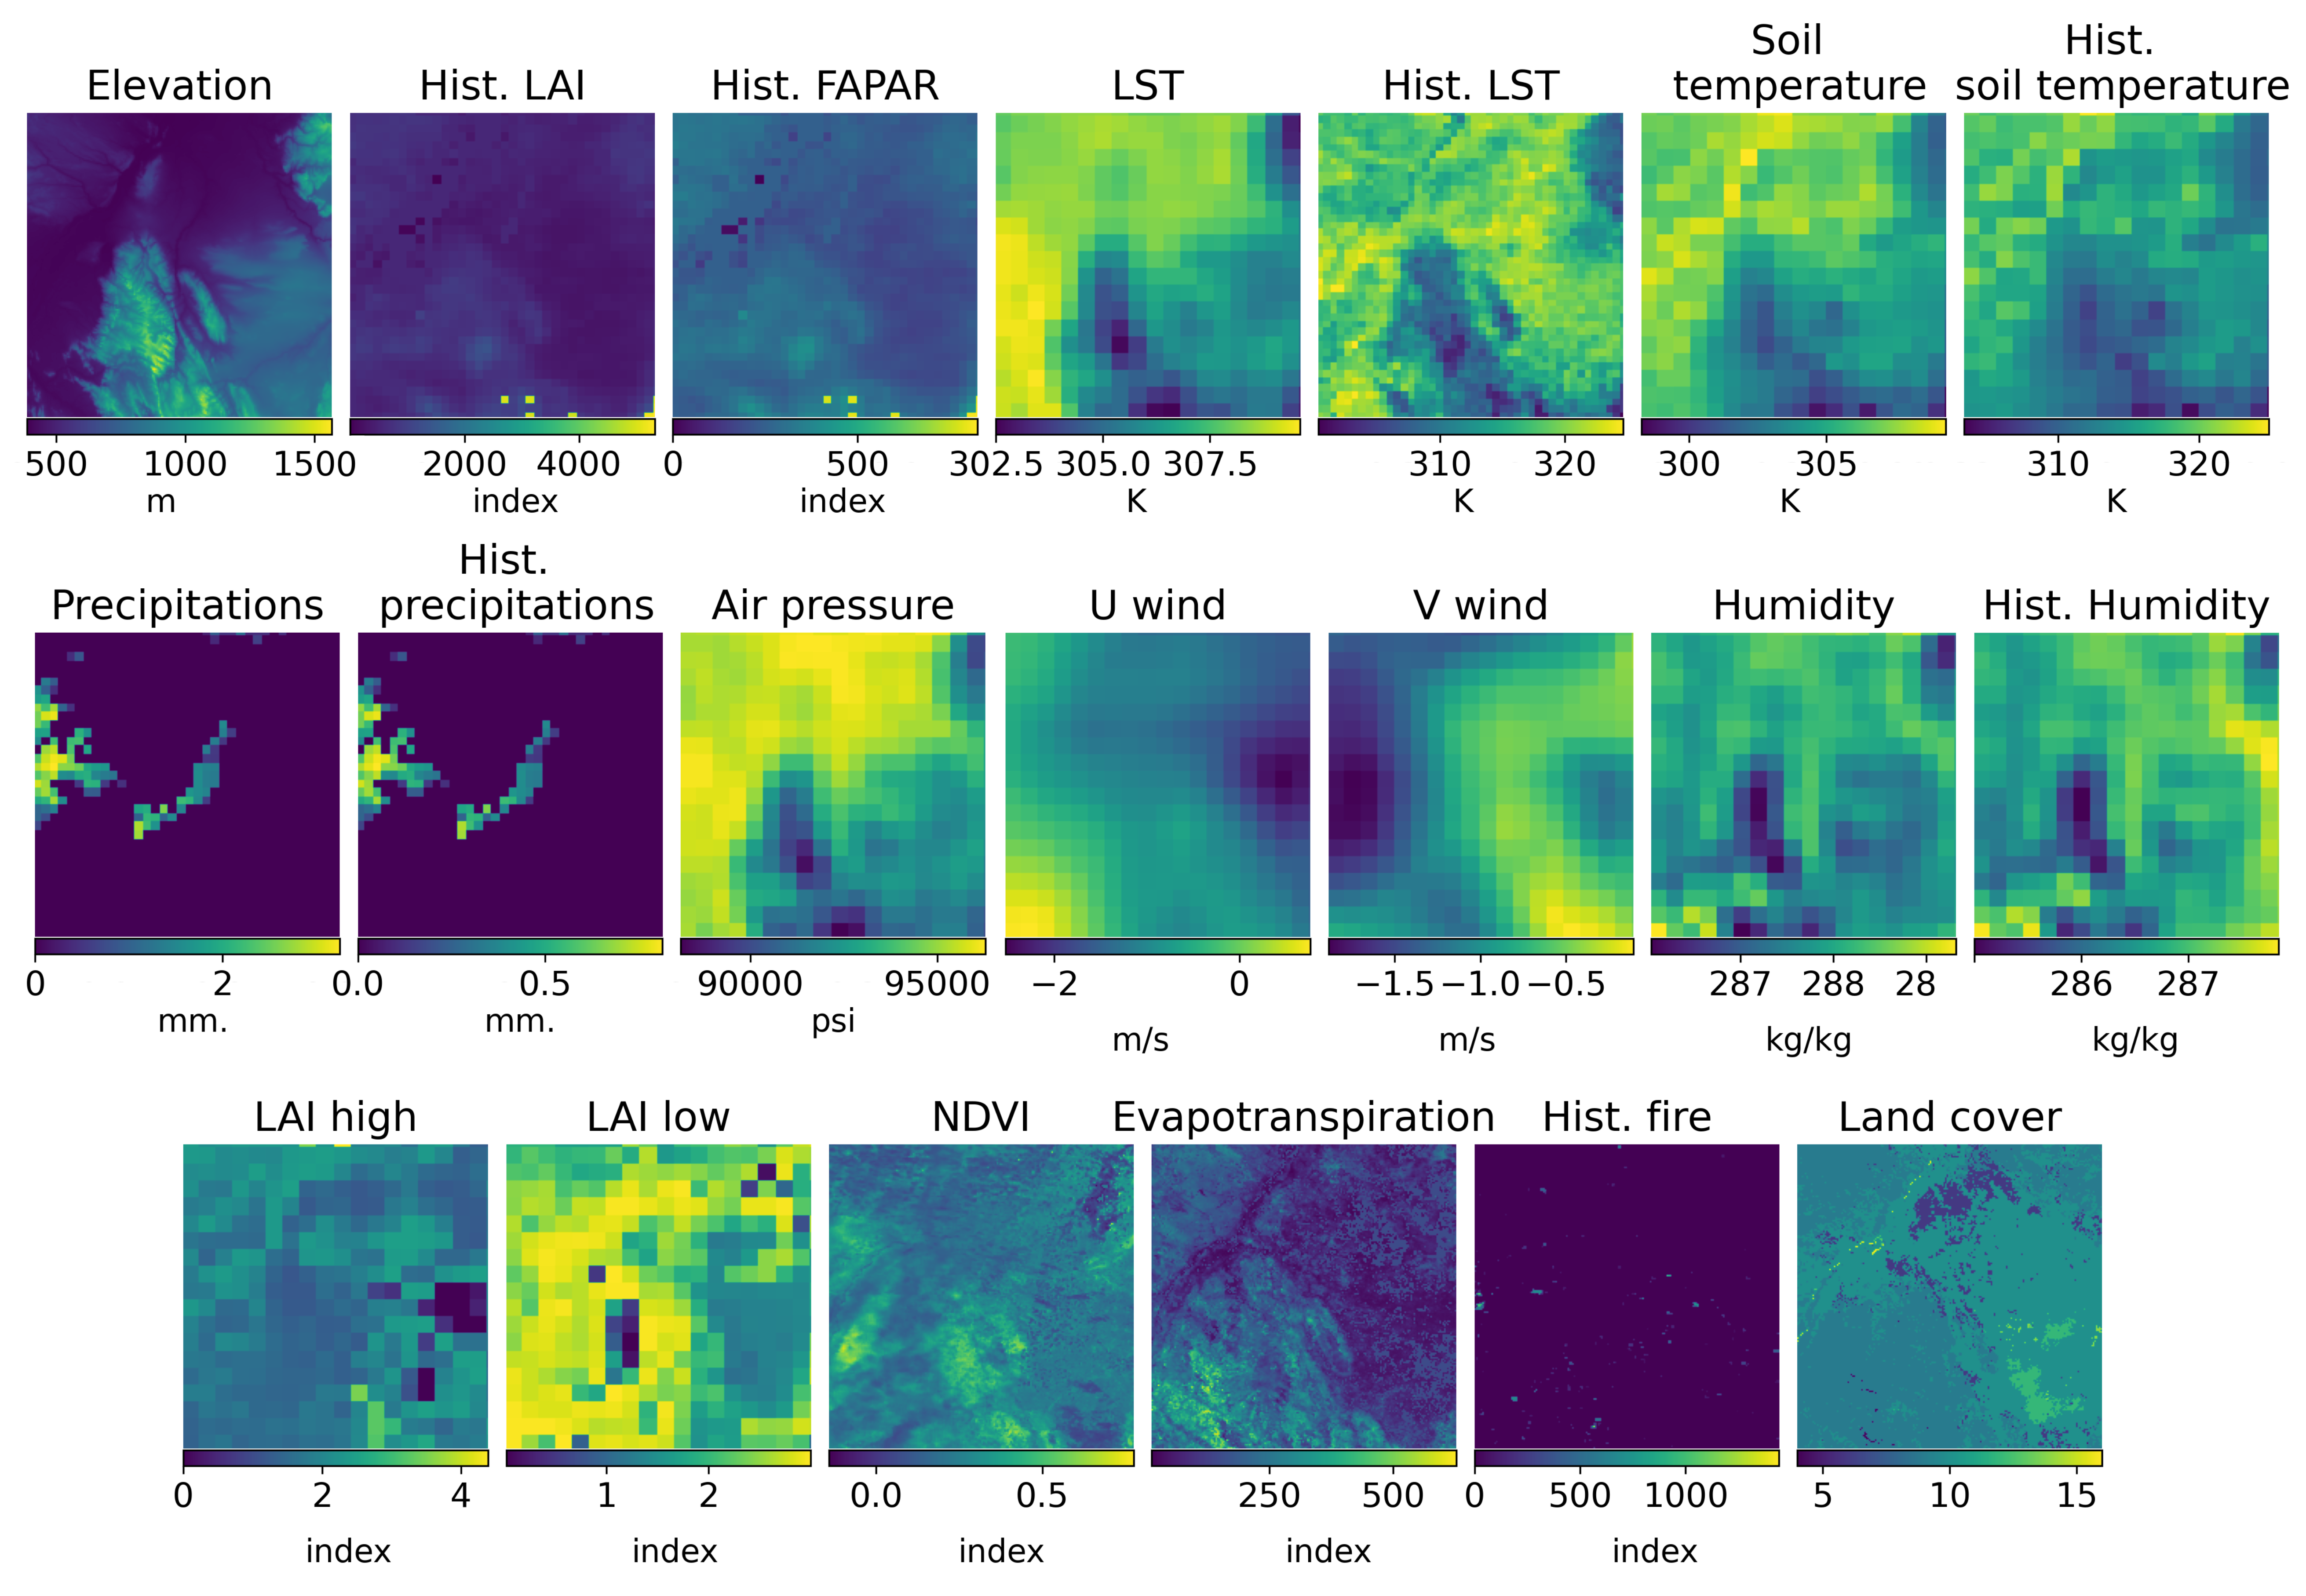 Elevation
Hist. LAI
Hist. FAPAR
LST
Hist. LST
Soil
temperature
Hist.
soil temperature
500 1000 1500
m
2000 4000
index
0 500
index
302.5 305.0 307.5
K
310 320
K
300 305
K
310 320
K
Precipitations
Hist.
precipitations
Air pressure
U wind
V wind
Humidity
Hist. Humidity
0 2
mm.
0.0 0.5
mm.
90000 95000
psi
−2 0
m/s
−1.5 −1.0 −0.5
m/s
287 288 28
kg/kg
286 287
kg/kg
LAI high
LAI low
NDVI
Evapotranspiration
Hist. fire
Land cover
0 2 4
index
1 2
index
0.0 0.5
index
250 500
index
0 500 1000
index
5 10 15